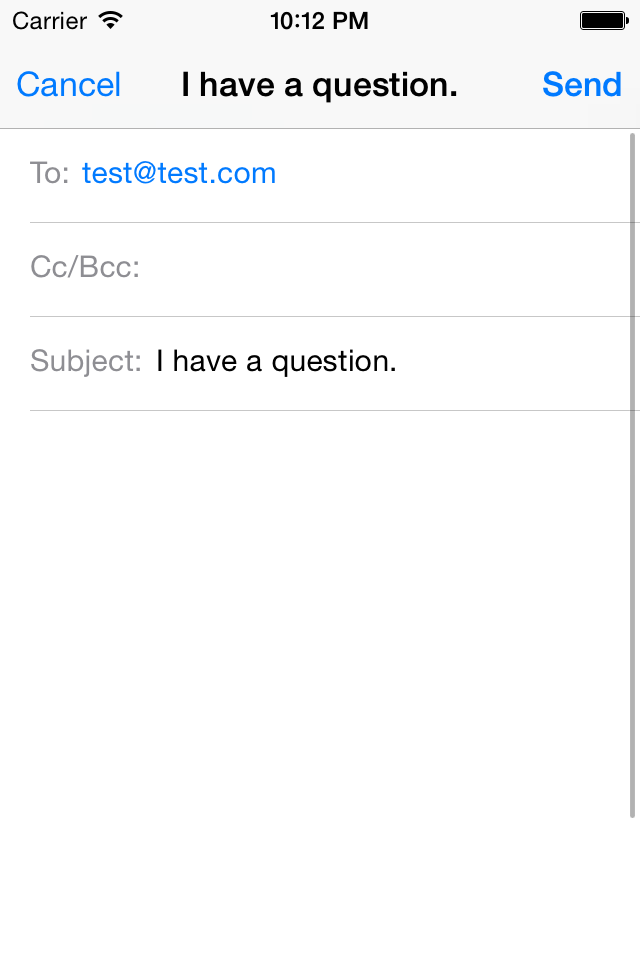 Carrier 10:12 PM
Cancel I have a question. Send
To: test@test.com
Cc/Bcc:
Subject: I have a question.